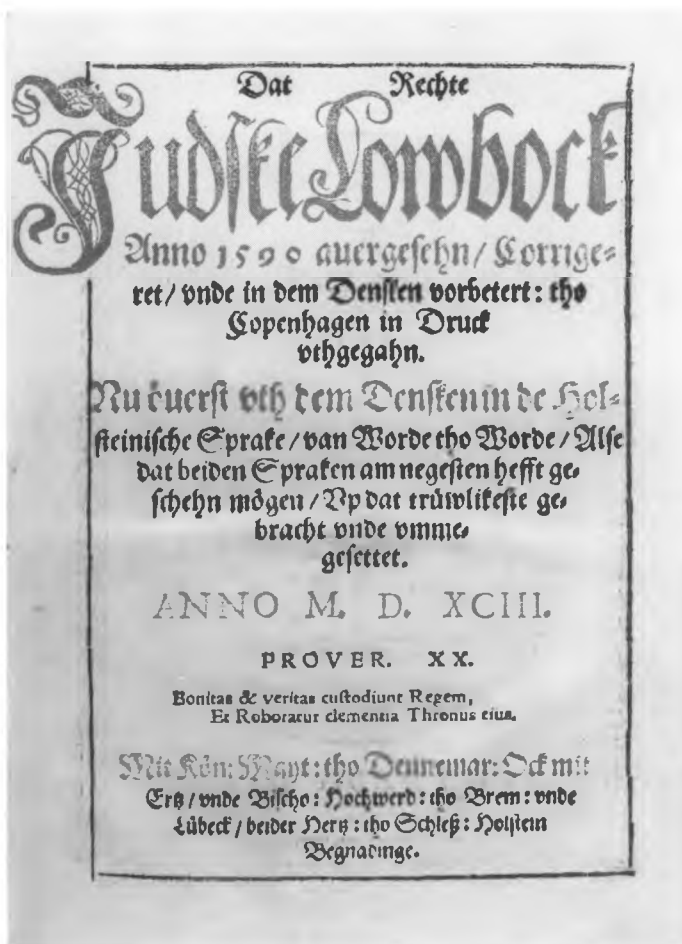 Dat Rechte
Judſke Lowbock
Anno 1590 auergeſehn/ Corrige⸗
ret/ vnde in dem Denſken vorbetert: tho
Copenhagen in Druck
vthgegahn.
Nu öuerſt vth dem Denſken in de Hol⸗
ſteiniſche Sprake/ van Worde tho Worde/ Alſe
dat beiden Spraken am negeſten hefft ge⸗
ſchehn mögen/ Vp dat trüwlikeſte ge⸗
bracht vnde vmme⸗
geſettet.
ANNO M. D. XCIII.
PROVER. XX.
Bonitas & veritas cuſtodiunt Regem,
Et Roboratur clementia Thronus eius.
Mit Kön: Mayt: tho Dennemar: Ock mit
Ertz/ vnde Biſcho: Hochwerd: tho Brem: vnde
Lübeck/ beider Hertz: tho Schleß: Holſtein
Begnadinge.